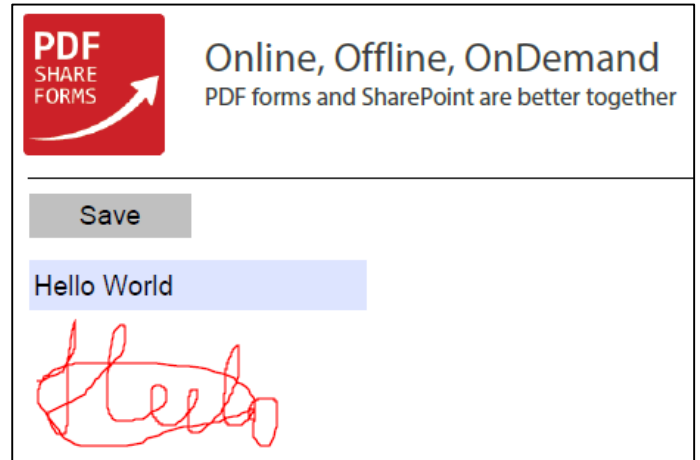 PDF
SHARE
FORMS
Online, Offline, OnDemand
PDF forms and SharePoint are better together
Save
Hello World
Hello